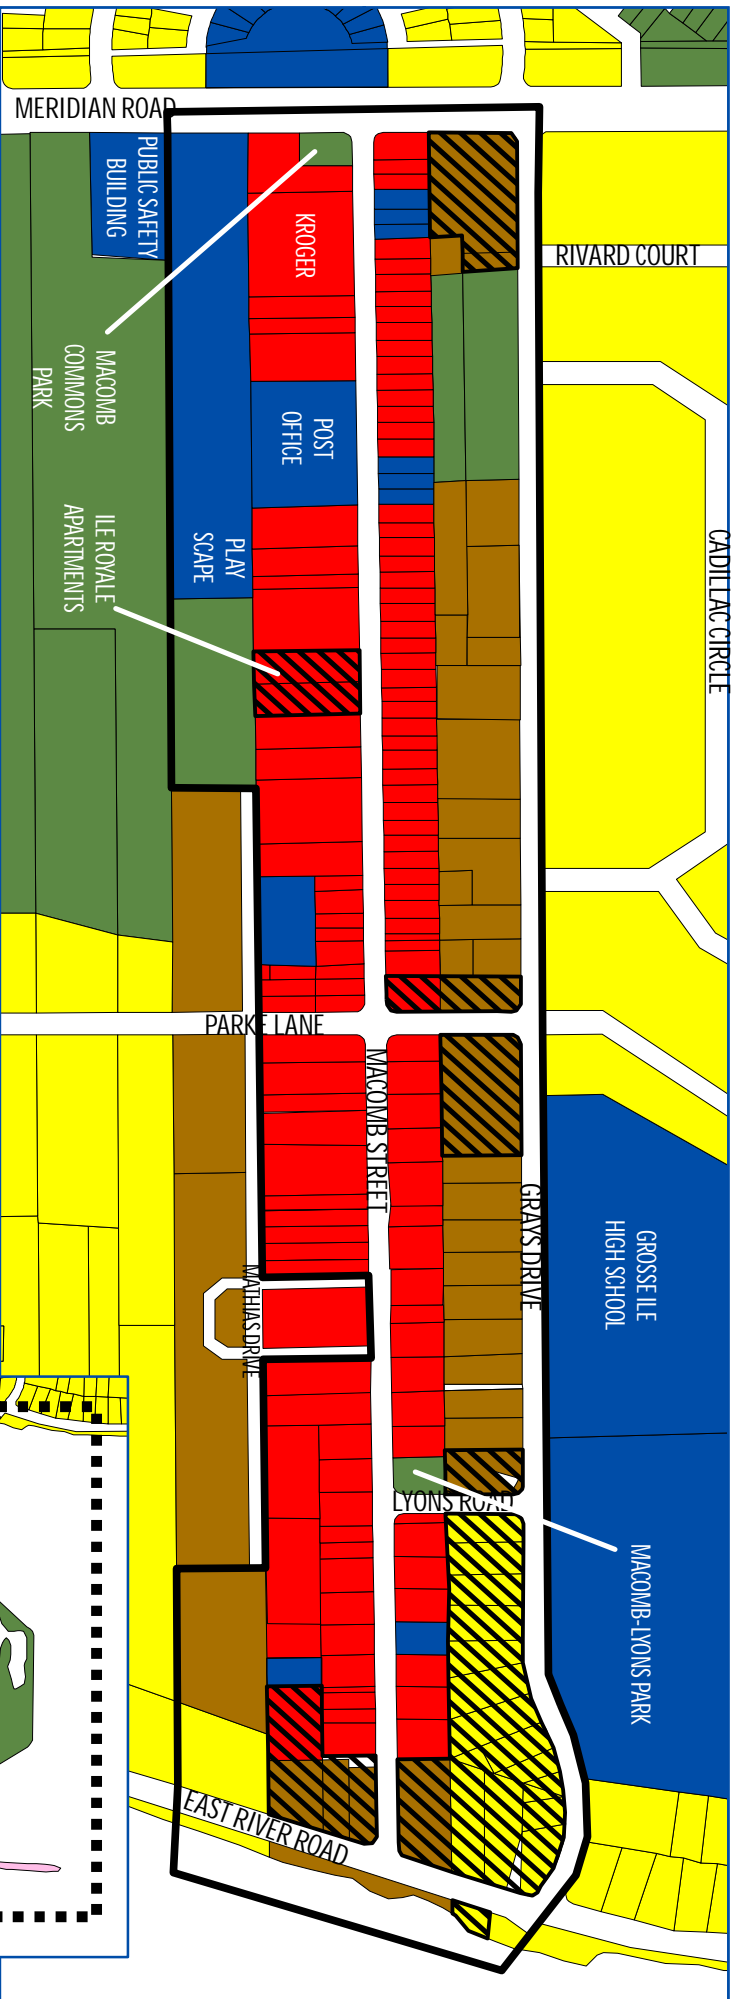 MERIDIAN ROAD
PUBLIC SAFETY
BUILDING
KROGER
RIVARD COURT
MACOMB
COMMONS
PARK
POST
OFFICE
ILE ROYALE
APARTMENTS
PLAY
SCAPE
CADILLAC CIRCLE
PARKE LANE
MACOMB STREET
GRAYS DRIVE
GROSSE ILE
HIGH SCHOOL
MATHIAS DRIVE
LYONS ROAD
MACOMB-LYONS PARK
EAST RIVER ROAD